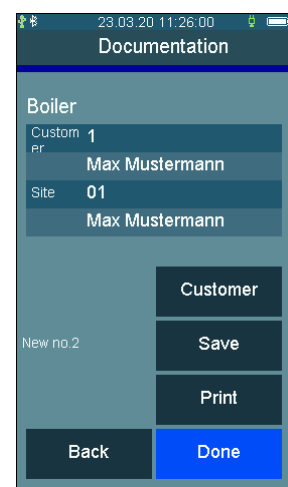 23.03.20 11:26:00
Documentation
Boiler
Custom
er
1
Max Mustermann
Site 01
Max Mustermann
Customer
New no.2
Save
Print
Back
Done